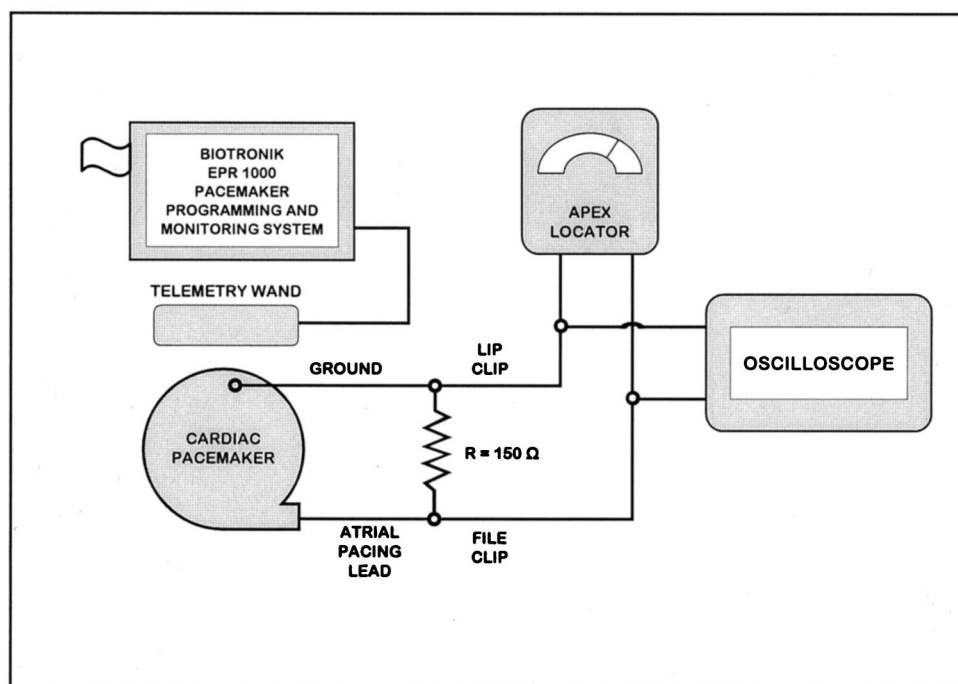 BIOTRONIK
EPR 1000
PACEMAKER
PROGRAMMING AND
MONITORING SYSTEM
TELEMETRY WAND
APEX
LOCATOR
OSCILLOSCOPE
GROUND
LIP
CLIP
CARDIAC
PACEMAKER
R = 150 Ω
ATRIAL
PACING
LEAD
FILE
CLIP